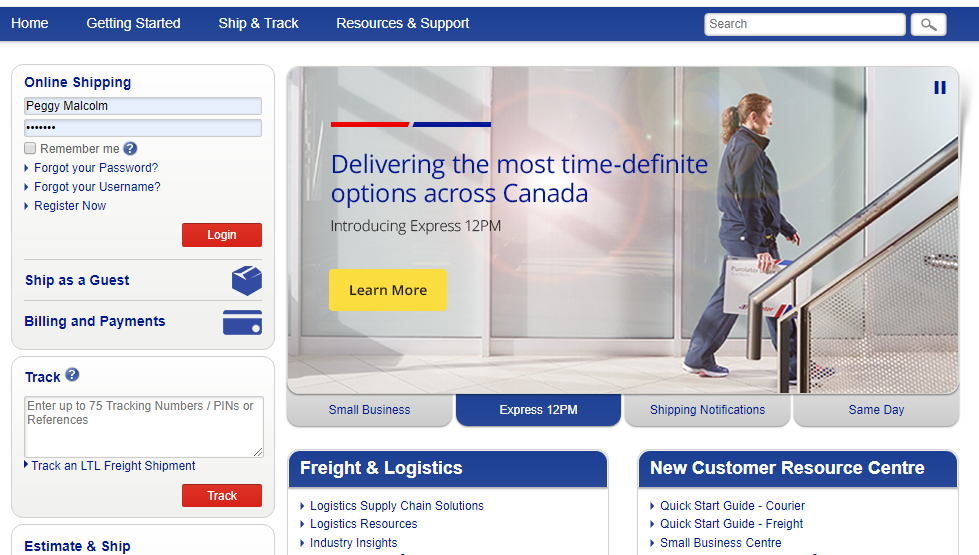 Home Getting Started Ship & Track Resources & Support Search
Online Shipping
Peggy Malcolm
•••••••
Remember me ?
Forgot your Password?
Forgot your Username?
Register Now
Login
Ship as a Guest
Billing and Payments
Track ?
Enter up to 75 Tracking Numbers / PINs or
References
Track an LTL Freight Shipment
Track
Estimate & Ship
Delivering the most time-definite
options across Canada
Introducing Express 12PM
Learn More
Purolator
Small Business Express 12PM Shipping Notifications Same Day
Freight & Logistics
Logistics Supply Chain Solutions
Logistics Resources
Industry Insights
New Customer Resource Centre
Quick Start Guide - Courier
Quick Start Guide - Freight
Small Business Centre